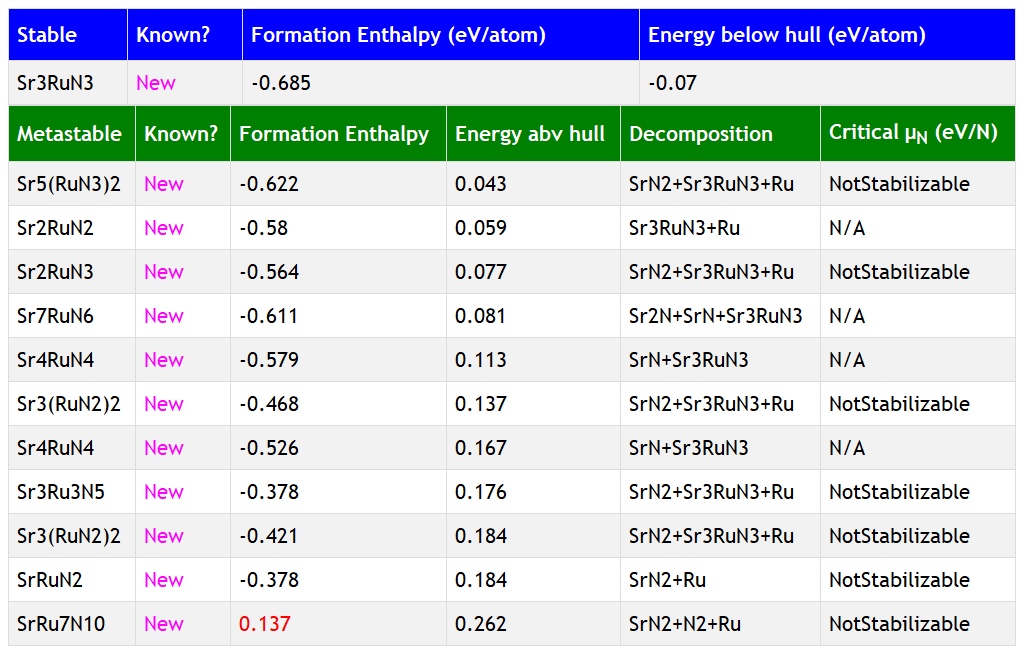 Stable Known? Formation Enthalpy (eV/atom) Energy below hull (eV/atom)
Sr3RuN3 New -0.685 -0.07
Metastable Known? Formation Enthalpy Energy abv hull Decomposition Critical μN (eV/N)
Sr5(RuN3)2 New -0.622 0.043 SrN2+Sr3RuN3+Ru NotStabilizable
Sr2RuN2 New -0.58 0.059 Sr3RuN3+Ru N/A
Sr2RuN3 New -0.564 0.077 SrN2+Sr3RuN3+Ru NotStabilizable
Sr7RuN6 New -0.611 0.081 Sr2N+SrN+Sr3RuN3 N/A
Sr4RuN4 New -0.579 0.113 SrN+Sr3RuN3 N/A
Sr3(RuN2)2 New -0.468 0.137 SrN2+Sr3RuN3+Ru NotStabilizable
Sr4RuN4 New -0.526 0.167 SrN+Sr3RuN3 N/A
Sr3Ru3N5 New -0.378 0.176 SrN2+Sr3RuN3+Ru NotStabilizable
Sr3(RuN2)2 New -0.421 0.184 SrN2+Sr3RuN3+Ru NotStabilizable
SrRuN2 New -0.378 0.184 SrN2+Ru NotStabilizable
SrRu7N10 New 0.137 0.262 SrN2+N2+Ru NotStabilizable